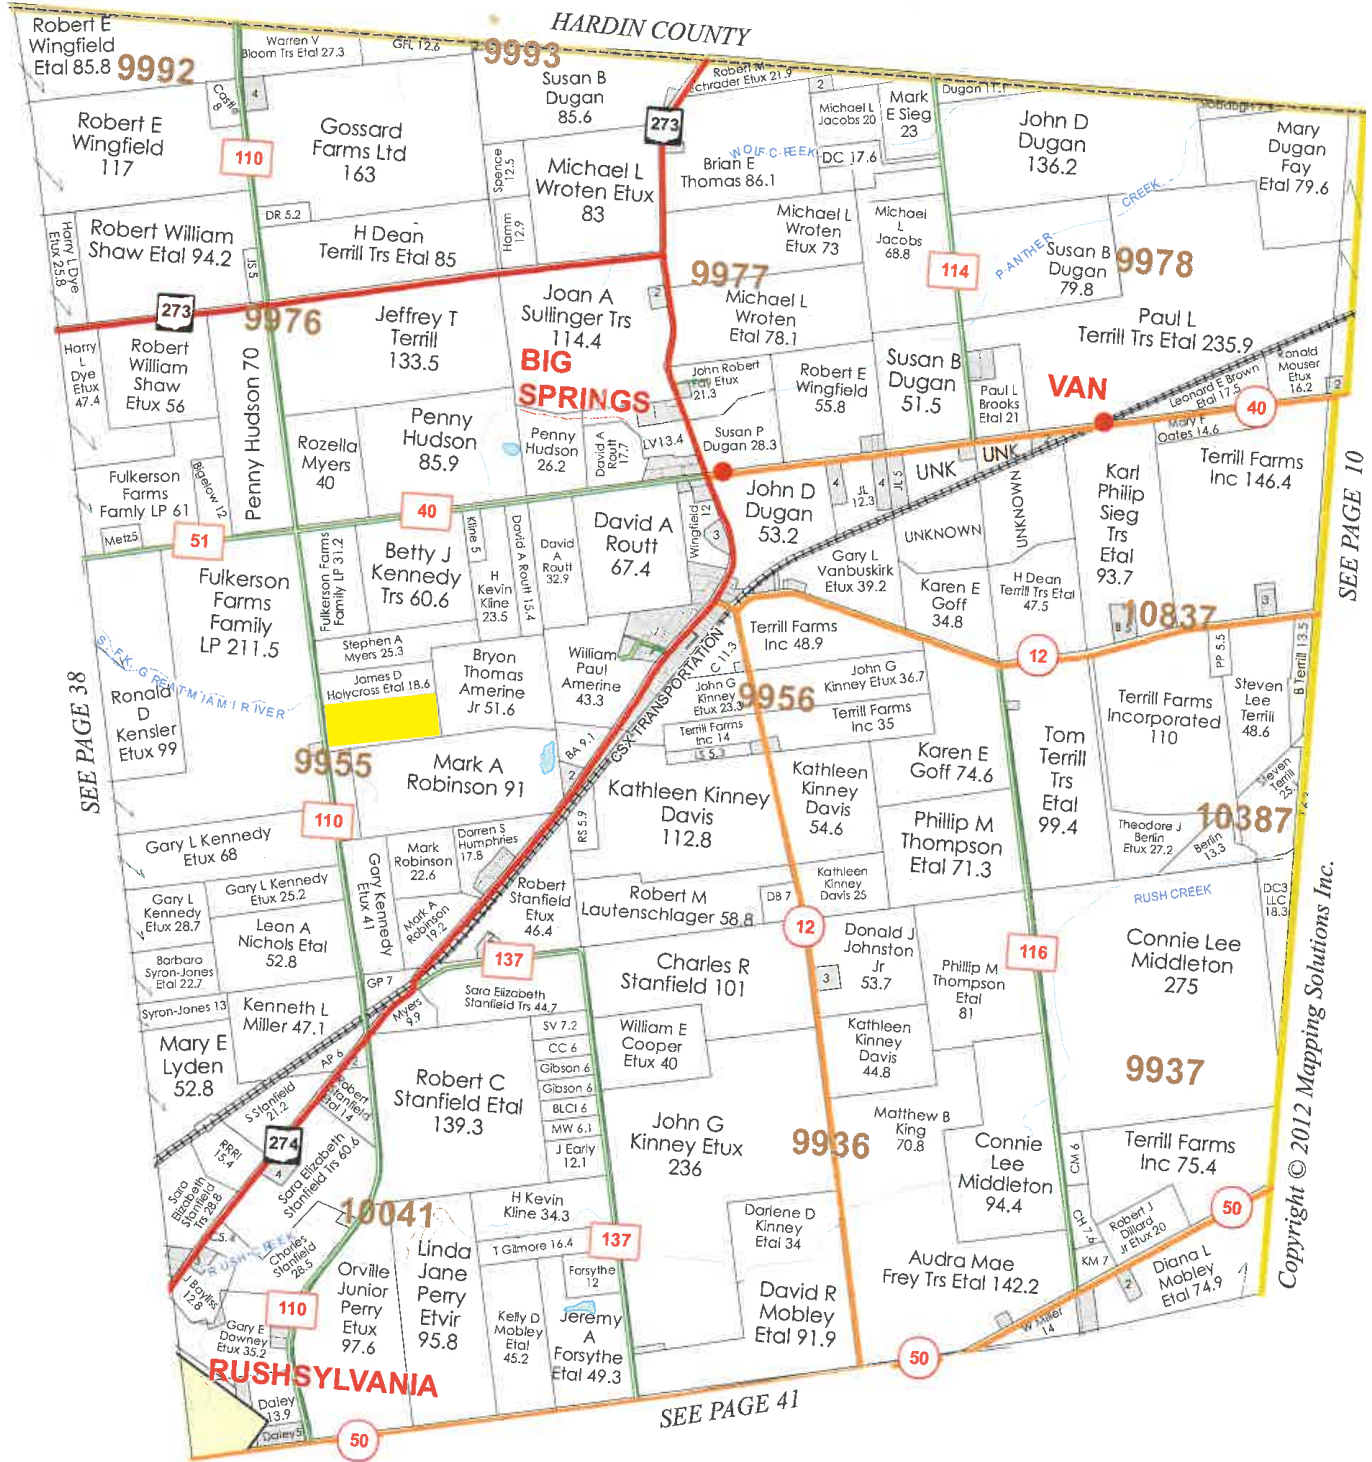 HARDIN COUNTY
Robert E
Wingfield
Etal 85.8
9992
Warren V
Bloom Trs Etal 27.3
GFL 12.6
9993
Susan B
Dugan
85.6
Robert M
Schrader Etux 21.9
2
Castle
8
4
Robert E
Wingfield
117
110
Gossard
Farms Ltd
163
273
Michael L
Jacobs 20
Mark
E Sieg
23
Dugan 11.1
John D
Dugan
136.2
Mary
Dugan
Fay
Etal 79.6
WOLF CREEK
DC 17.6
Spence
12.5
Michael L
Wroten Etux
83
Brian E
Thomas 86.1
PANTHER CREEK
Harry L Dye
Etux 25.8
Robert William
Shaw Etal 94.2
DR 5.2
JS 5
H Dean
Terrill Trs Etal 85
Hamm
12.9
Michael L
Wroten
Etux 73
Michael
L
Jacobs
68.8
114
Susan B
Dugan
79.8
9978
273
9976
Jeffrey T
Terrill
133.5
Joan A
Sullinger Trs
114.4
2
9977
Michael L
Wroten
Etal 78.1
Paul L
Terrill Trs Etal 235.9
Harry
L
Dye
Etux
47.4
Robert
William
Shaw
Etux 56
Penny Hudson 70
BIG
SPRINGS
John Robert
Fay Etux
21.3
Robert E
Wingfield
55.8
Susan B
Dugan
51.5
Paul L
Brooks
Etal 21
VAN
Leonard E Brown
Etal 17.5
Ronald
Mouser
Etux
16.2
2
40
Rozella
Myers
40
Penny
Hudson
85.9
Penny
Hudson
26.2
David A
Routt
17.7
1
LV13.4
Susan P
Dugan 28.3
Mary F
Oates 14.6
Fulkerson
Farms
Famly LP 61
Bigelow 12
Metz5
51
40
4
JL
12.3
4
JL 5
UNK
UNK
UNKNOWN
UNKNOWN
Karl
Philip
Sieg
Trs
Etal
93.7
Terrill Farms
Inc 146.4
SEE PAGE 10
Fulkerson
Farms
Family
LP 211.5
Fulkerson Farms
Family LP 31.2
Betty J
Kennedy
Trs 60.6
Kline 5
H
Kevin
Kline
23.5
David A Routt 15.4
David
A
Routt
32.9
David A
Routt
67.4
Wingfield
12
3
John D
Dugan
53.2
Gary L
Vanbuskirk
Etux 39.2
Karen E
Goff
34.8
H Dean
Terrill Trs Etal
47.5
10837
3
S. FK. GREAT MIAMI RIVER
SEE PAGE 38
Ronald
D
Kensler
Etux 99
Stephen A
Myers 25.3
James D
Holycross Etal 18.6
Bryon
Thomas
Amerine
Jr 51.6
William
Paul
Amerine
43.3
CSX TRANSPORTATION
C 11.3
Terrill Farms
Inc 48.9
John G
Kinney
Etux 23.3
9956
John G
Kinney Etux 36.7
12
PP 5.5
B Terrill 13.5
Terrill Farms
Inc 14
LS 5.3
Terrill Farms
Inc 35
Terrill Farms
Incorporated
110
Steven
Lee
Terrill
48.6
9955
Mark A
Robinson 91
BA 9.1
2
Kathleen Kinney
Davis
112.8
Kathleen
Kinney
Davis
54.6
Karen E
Goff 74.6
Tom
Terrill
Trs
Etal
99.4
Steven
Terrill
110
RS 5.9
Phillip M
Thompson
Etal 71.3
10387
Theodore J
Berlin
Etux 27.2
Berlin
13.3
Gary L Kennedy
Etux 68
Gary Kennedy
Etux 41
Mark
Robinson
22.6
Darren S
Humphries
17.8
Gary L
Kennedy
Etux 28.7
Gary L Kennedy
Etux 25.2
Leon A
Nichols Etal
52.8
Mark A
Robinson
19.2
Robert
Stanfield
Etux
46.4
Robert M
Lautenschlager 58.8
DB 7
Kathleen
Kinney
Davis 25
RUSH CREEK
DC3
LLC
18.3
Barbara
Syron-Jones
Etal 22.7
137
12
Donald J
Johnston
Jr
53.7
3
Phillip M
Thompson
Etal
81
116
Connie Lee
Middleton
275
Charles R
Stanfield 101
Syron-Jones 13
Kenneth L
Miller 47.1
GP 7
Myers
9.9
Sara Elizabeth
Stanfield Trs 44.7
Mary E
Lyden
52.8
AP 6
2
SV 7.2
CC 6
Gibson 6
Gibson 6
BLCI 6
MW 6.1
J Early
12.1
William E
Cooper
Etux 40
Kathleen
Kinney
Davis
44.8
9937
S Stanfield
21.2
Robert
Stanfield
Etal 14
Robert C
Stanfield Etal
139.3
John G
Kinney Etux
236
9936
Matthew B
King
70.8
Connie
Lee
Middleton
94.4
CM 6
Terrill Farms
Inc 75.4
RRRI
15.4
274
4
Sara Elizabeth
Stanfield Trs 60.6
Sara
Elizabeth
Stanfield
Trs 28.8
10041
H Kevin
Kline 34.3
Darlene D
Kinney
Etal 34
CH 7.6
Robert J
Dillard
Jr Etux 20
50
RUSH CREEK
Charles
Stanfield
28.5
Linda
Jane
Perry
Etvir
95.8
T Gilmore 16.4
137
Audra Mae
Frey Trs Etal 142.2
KM 7
2
Diana L
Mobley
Etal 74.9
J Bayliss
12.8
110
Orville
Junior
Perry
Etux
97.6
Forsythe
12
David R
Mobley
Etal 91.9
W Miller
14
Gary E
Downey
Etux 35.2
Kelly D
Mobley
Etal
45.2
Jeremy
A
Forsythe
Etal 49.3
50
RUSHSYLVANIA
Daley
13.9
Daley5
50
SEE PAGE 41
Copyright © 2012 Mapping Solutions Inc.